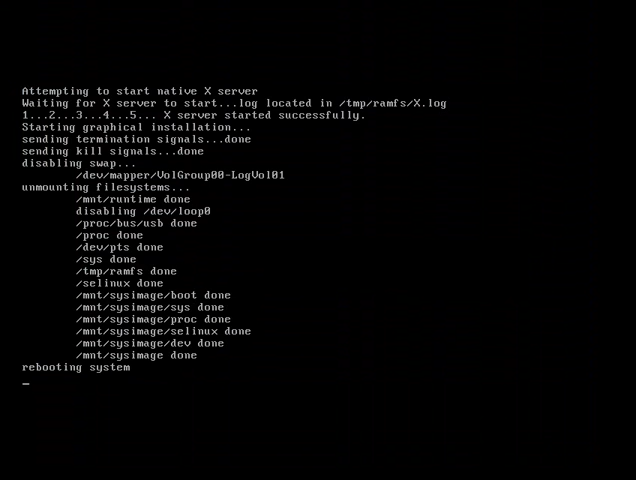 Attempting to start native X server
Waiting for X server to start...log located in /tmp/ramfs/X.log
1...2...3...4...5... X server started successfully.
Starting graphical installation...
sending termination signals...done
sending kill signals...done
disabling swap...
/dev/mapper/VolGroup00-LogVol01
unmounting filesystems...
/mnt/runtime done
disabling /dev/loop0
/proc/bus/usb done
/proc done
/dev/pts done
/sys done
/tmp/ramfs done
/selinux done
/mnt/sysimage/boot done
/mnt/sysimage/sys done
/mnt/sysimage/proc done
/mnt/sysimage/selinux done
/mnt/sysimage/dev done
/mnt/sysimage done
rebooting system